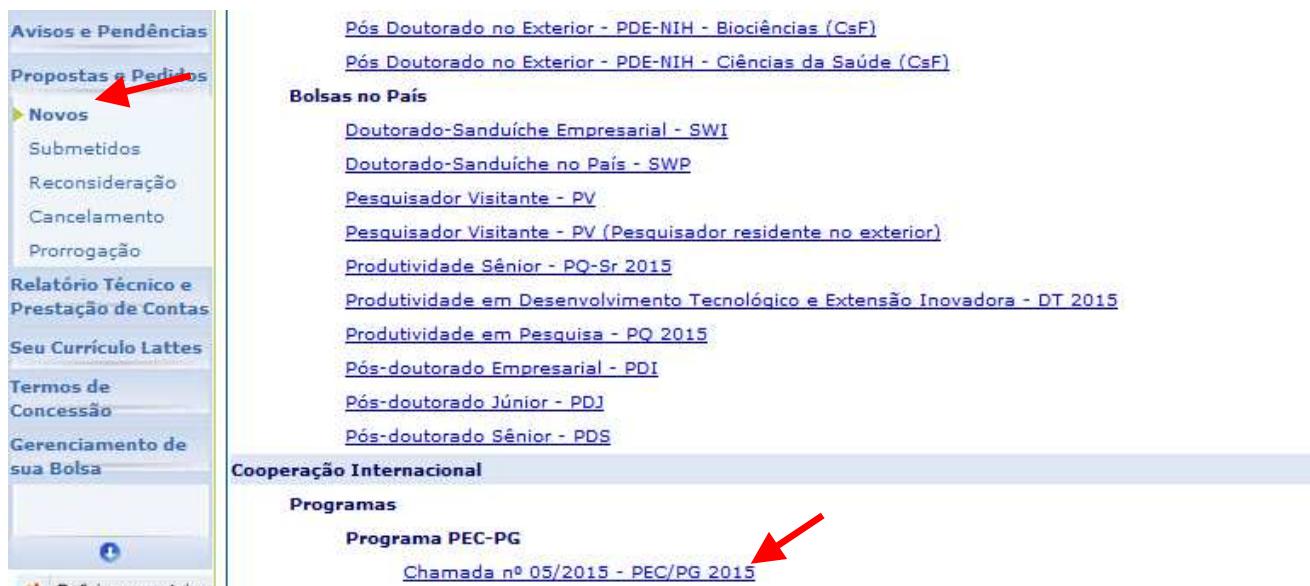 Avisos e Pendências
Propostas e Pedidos
Novos
Submetidos
Reconsideração
Cancelamento
Prorrogação
Relatório Técnico e
Prestação de Contas
Seu Currículo Lattes
Termos de
Concessão
Gerenciamento de
sua Bolsa
Pós Doutorado no Exterior - PDE-NIH - Biociências (CsF)
Pós Doutorado no Exterior - PDE-NIH - Ciências da Saúde (CsF)
Bolsas no País
Doutorado-Sanduíche Empresarial - SWI
Doutorado-Sanduíche no País - SWP
Pesquisador Visitante - PV
Pesquisador Visitante - PV (Pesquisador residente no exterior)
Produtividade Sênior - PQ-Sr 2015
Produtividade em Desenvolvimento Tecnológico e Extensão Inovadora - DT 2015
Produtividade em Pesquisa - PQ 2015
Pós-doutorado Empresarial - PDI
Pós-doutorado Júnior - PDJ
Pós-doutorado Sênior - PDS
Cooperação Internacional
Programas
Programa PEC-PG
Chamada nº 05/2015 - PEC/PG 2015